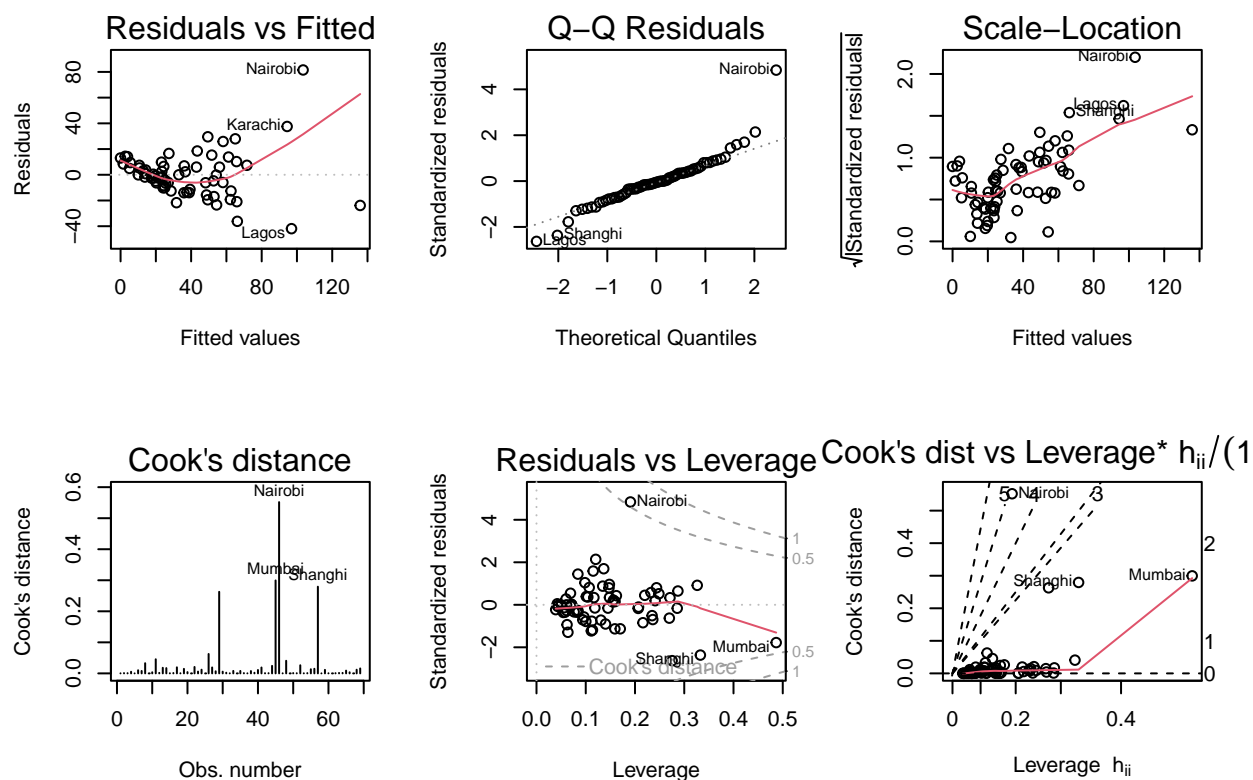 Residuals vs Fitted
Residuals
80
40
0
−40
Nairobi
Karachi
Lagos
0 40 80 120
Fitted values
Q−Q Residuals
Standardized residuals
4
2
0
−2
Nairobi
Shanghi
Lagos
−2 −1 0 1 2
Theoretical Quantiles
Scale−Location
√|Standardized residuals|
2.0
1.0
0.0
Nairobi
Lagos
Shanghi
0 40 80 120
Fitted values
Cook's distance
Cook's distance
0.6
0.4
0.2
0.0
Nairobi
Mumbai
Shanghi
0 20 40 60
Obs. number
Residuals vs Leverage
Standardized residuals
4
2
0
−2
Nairobi
1
0.5
Mumbai
Shanghi
0.5
Cook's distance
1
0.0 0.1 0.2 0.3 0.4 0.5
Leverage
Cook's dist vs Leverage* hii/(1
Cook's distance
0.4
0.2
0.0
5 4 3
Nairobi
2
Shanghi
Mumbai
1
0
0 0.2 0.4
Leverage hii